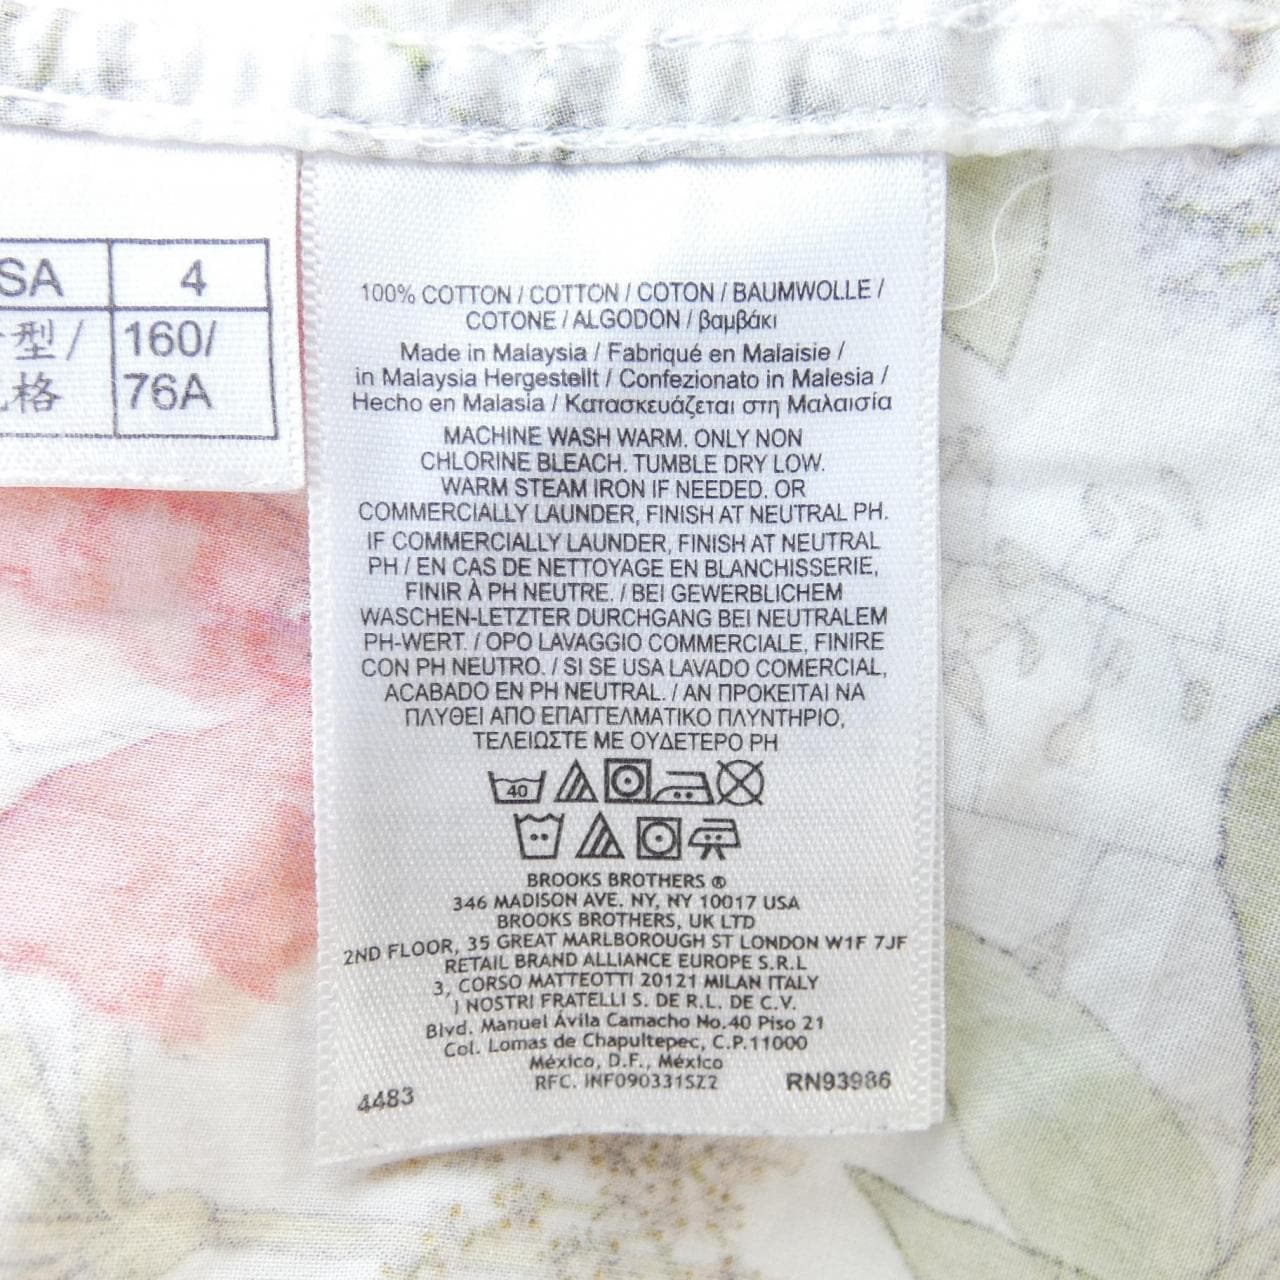 SA 4
型/ 160/
格 76A
100% COTTON / COTTON / COTON / BAUMWOLLE /
COTONE / ALGODON / βαμβάκι
Made in Malaysia / Fabriqué en Malaisie /
in Malaysia Hergestellt / Confezionato in Malesia /
Hecho en Malasia / Κατασκευάζεται στη Μαλαισία
MACHINE WASH WARM. ONLY NON
CHLORINE BLEACH. TUMBLE DRY LOW.
WARM STEAM IRON IF NEEDED. OR
COMMERCIALLY LAUNDER, FINISH AT NEUTRAL PH.
IF COMMERCIALLY LAUNDER, FINISH AT NEUTRAL
PH / EN CAS DE NETTOYAGE EN BLANCHISSERIE,
FINIR À PH NEUTRE. / BEI GEWERBLICHEM
WASCHEN-LETZTER DURCHGANG BEI NEUTRALEM
PH-WERT. / OPO LAVAGGIO COMMERCIALE, FINIRE
CON PH NEUTRO. / SI SE USA LAVADO COMERCIAL,
ACABADO EN PH NEUTRAL. / ΑΝ ΠΡΟΚΕΙΤΑΙ ΝΑ
ΠΛΥΘΕΙ ΑΠΟ ΕΠΑΓΓΕΛΜΑΤΙΚΟ ΠΛΥΝΤΗΡΙΟ,
ΤΕΛΕΙΩΣΤΕ ΜΕ ΟΥΔΕΤΕΡΟ PH
40
BROOKS BROTHERS ®
346 MADISON AVE. NY, NY 10017 USA
BROOKS BROTHERS, UK LTD
2ND FLOOR, 35 GREAT MARLBOROUGH ST LONDON W1F 7JF
RETAIL BRAND ALLIANCE EUROPE S.R.L
3, CORSO MATTEOTTI 20121 MILAN ITALY
I NOSTRI FRATELLI S. DE R.L. DE C.V.
Blvd. Manuel Ávila Camacho No.40 Piso 21
Col. Lomas de Chapultepec, C.P.11000
México, D.F., México
RFC. INF090331SZ2
4483 RN93986